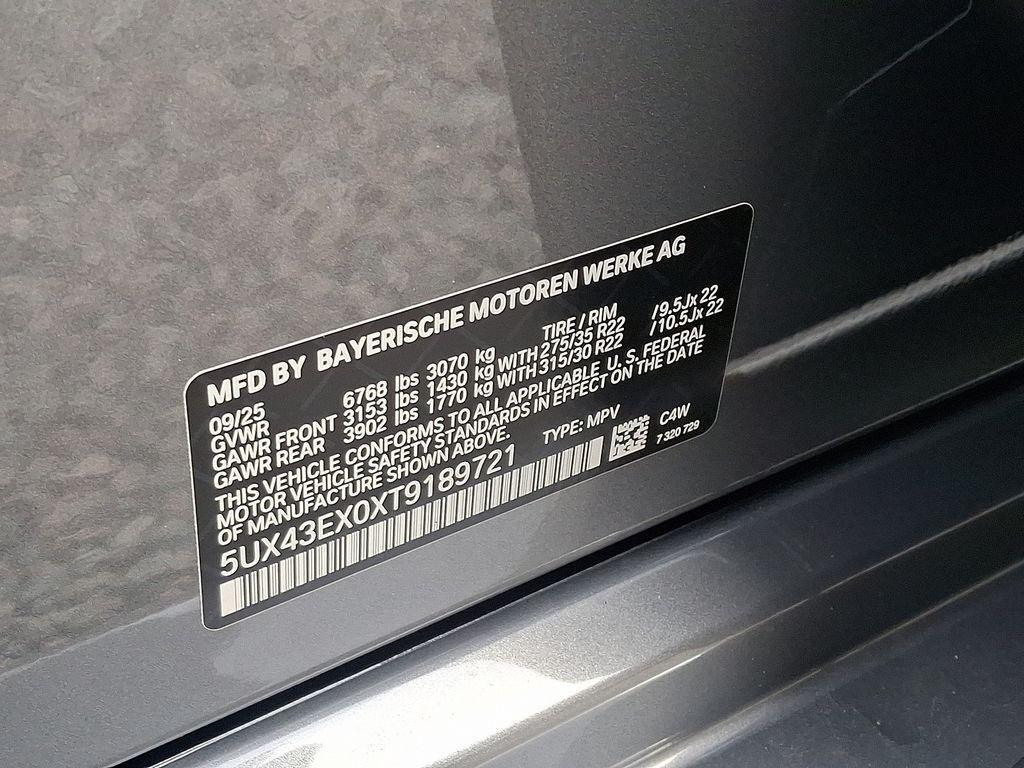 MFD BY BAYERISCHE MOTOREN WERKE AG
09/25 TIRE / RIM
GVWR 6768 lbs 3070 kg
GAWR FRONT 3153 lbs 1430 kg WITH 275/35 R22 /9.5Jx 22
GAWR REAR 3902 lbs 1770 kg WITH 315/30 R22 /10.5Jx 22
THIS VEHICLE CONFORMS TO ALL APPLICABLE U. S. FEDERAL
MOTOR VEHICLE SAFETY STANDARDS IN EFFECT ON THE DATE
OF MANUFACTURE SHOWN ABOVE. TYPE: MPV C4W
5UX43EX0XT9189721 7 320 729